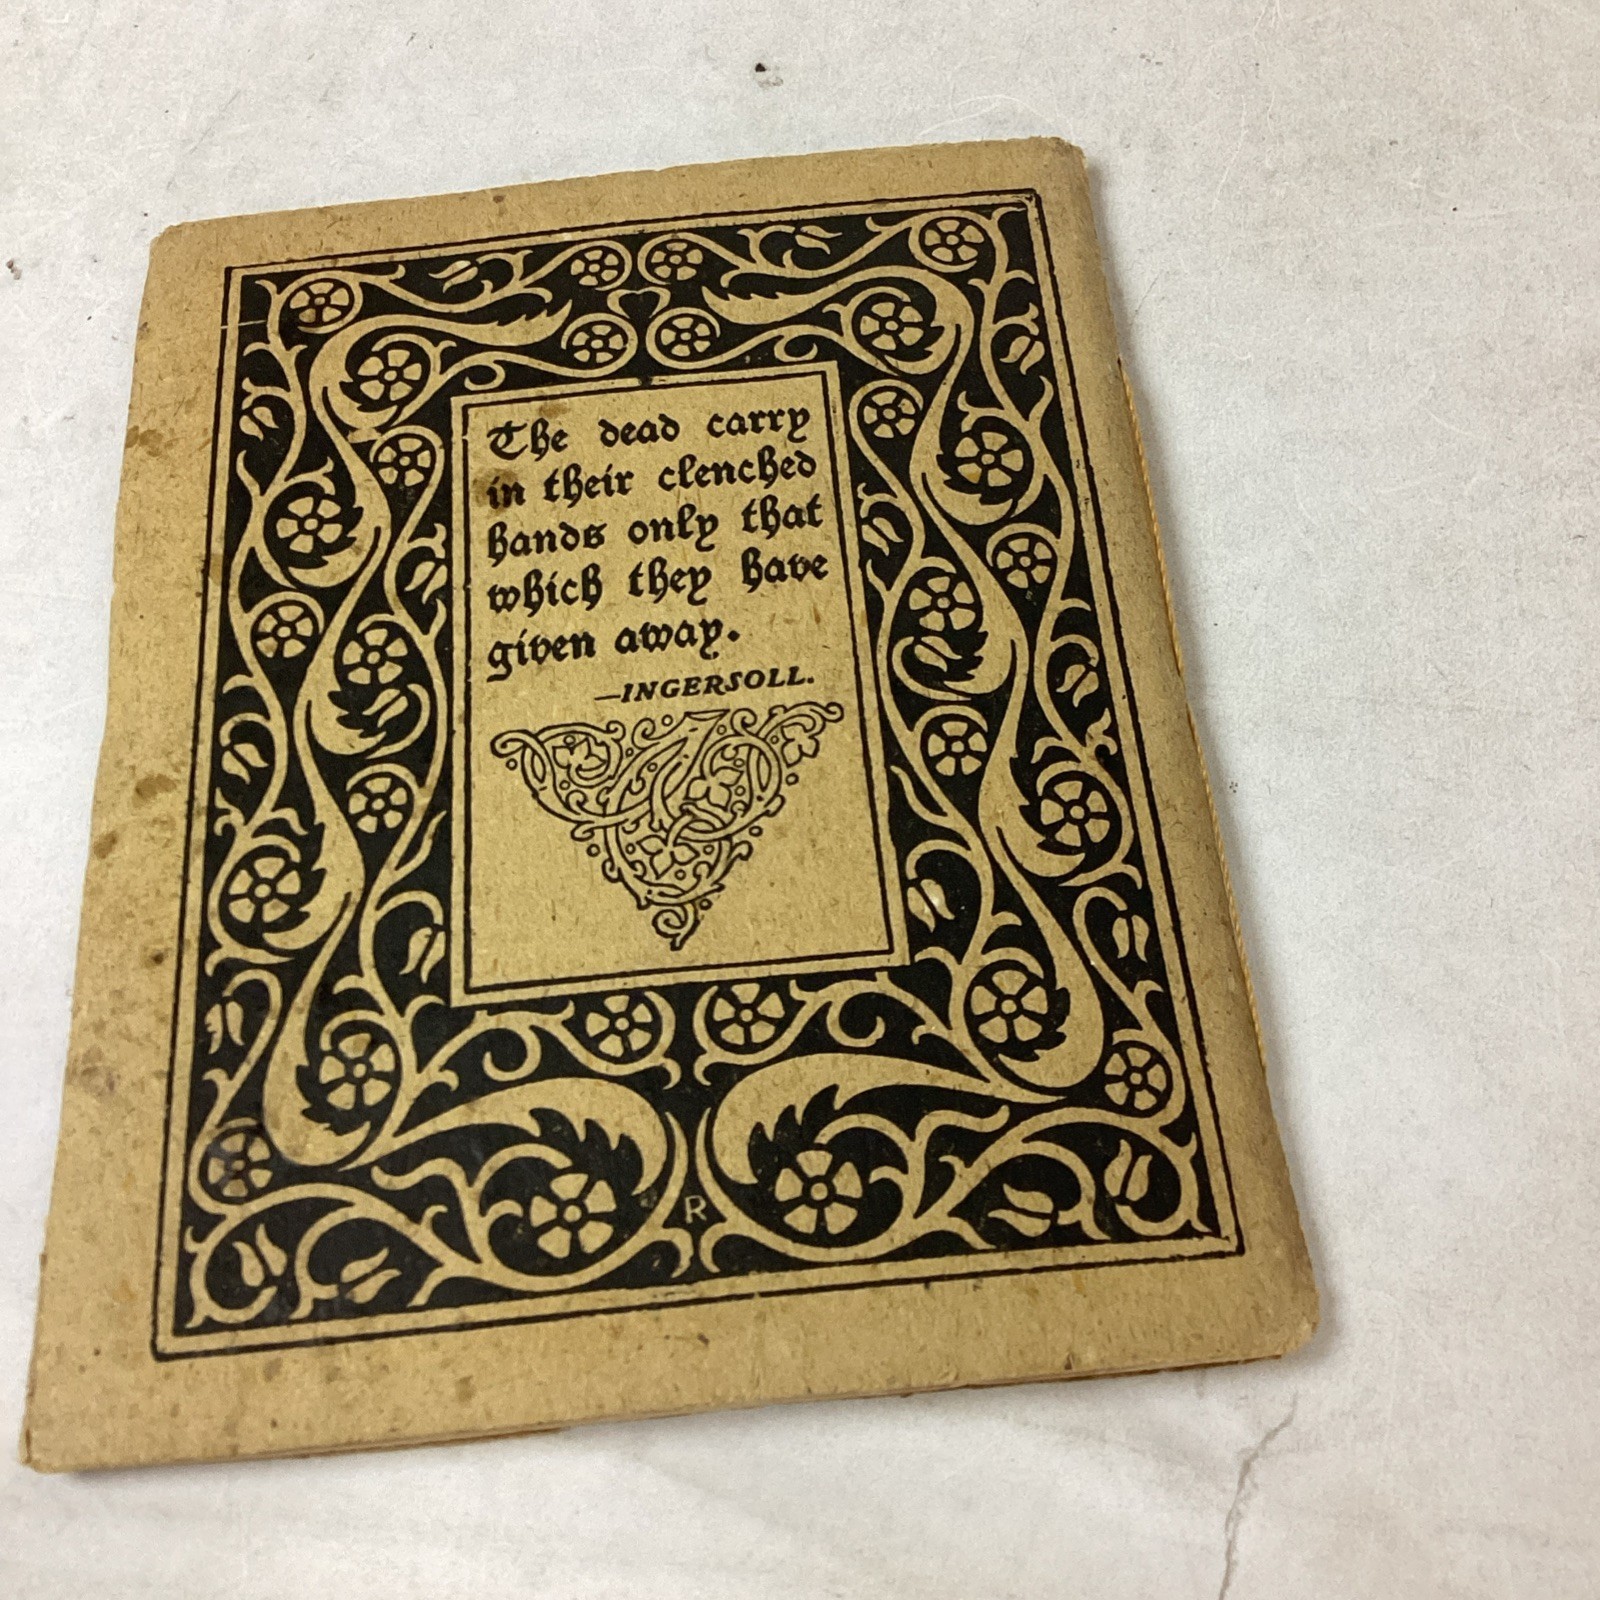 The dead carry
in their clenched
hands only that
which they have
given away.
—INGERSOLL.
R